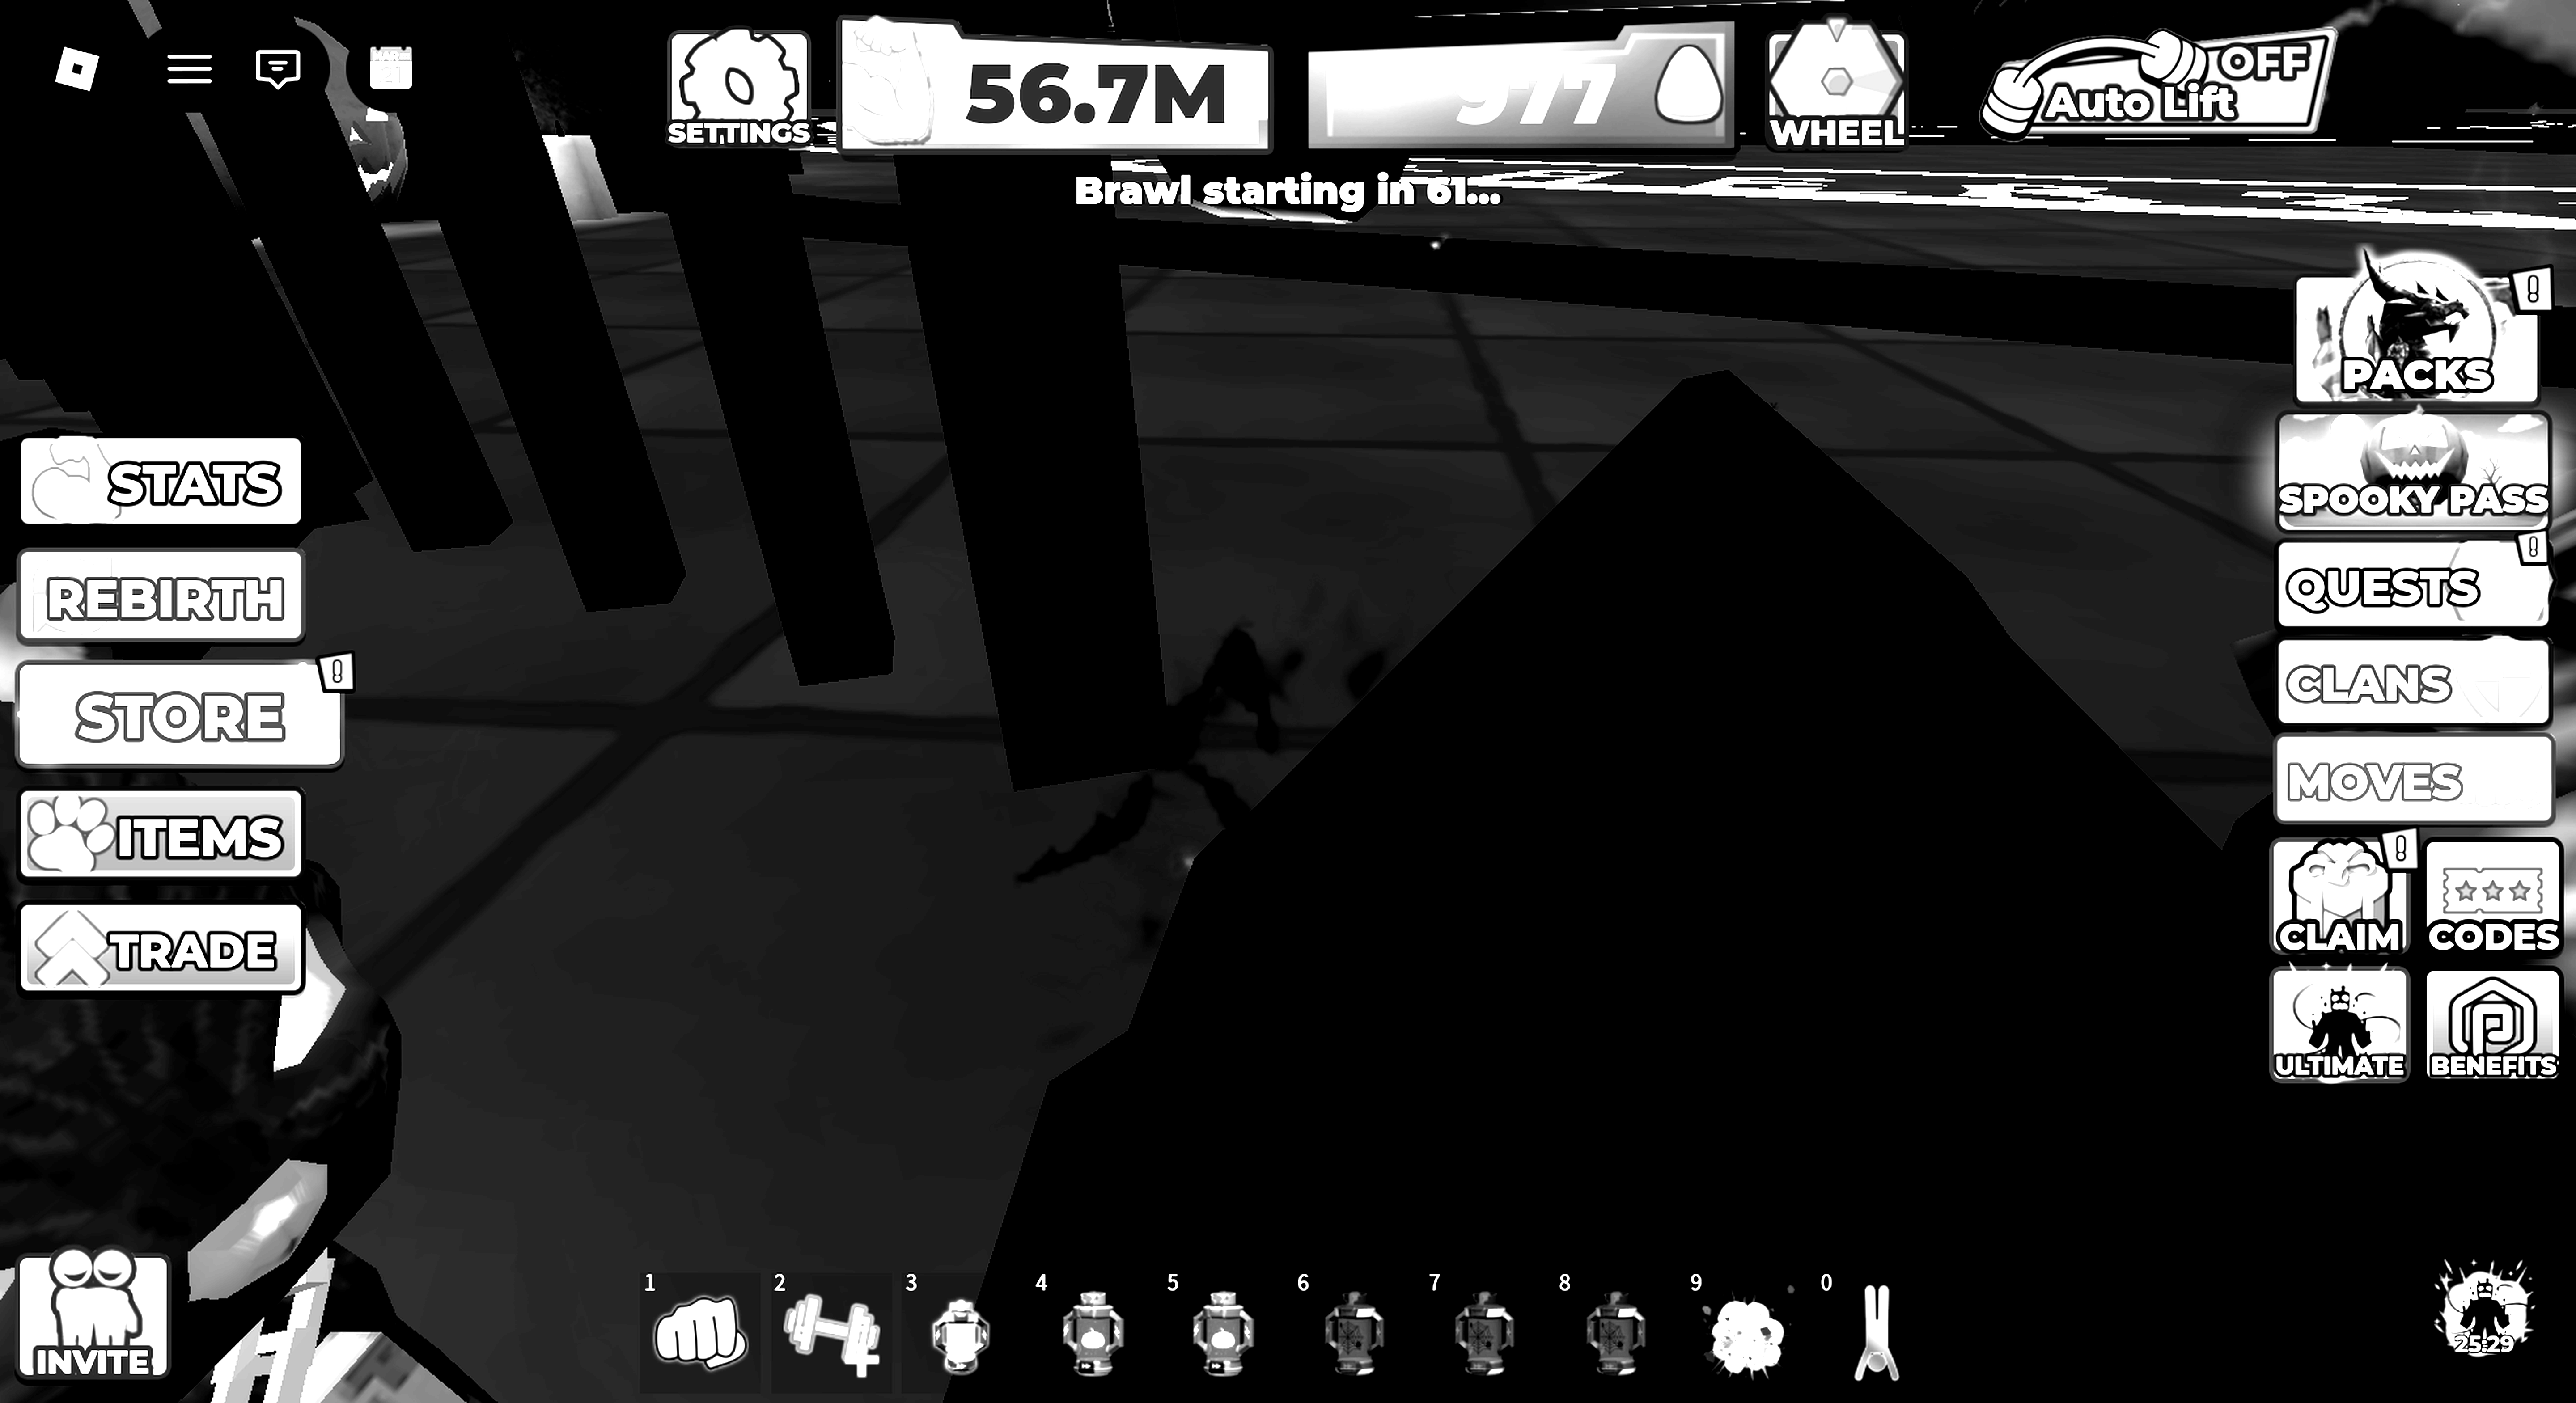 SETTINGS
56.7M
977
WHEEL
OFF
Auto Lift
Brawl starting in 61...
PACKS
SPOOKY PASS
QUESTS
CLANS
MOVES
CLAIM
CODES
ULTIMATE
BENEFITS
STATS
REBIRTH
STORE
ITEMS
TRADE
INVITE
1 2 3 4 5 6 7 8 9 0
25:29